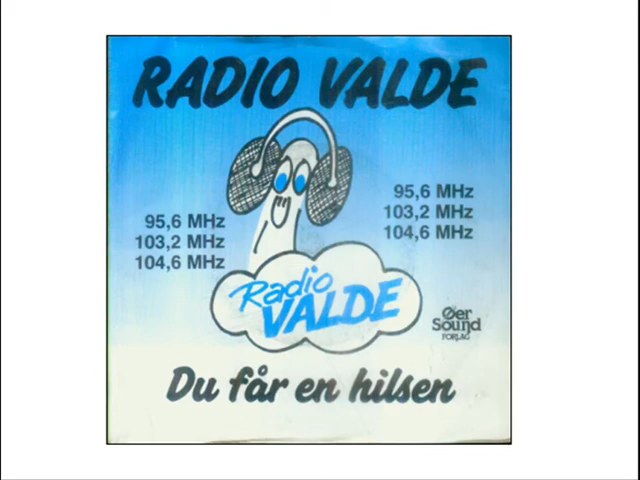 RADIO VALDE
95,6 MHz
103,2 MHz
104,6 MHz
95,6 MHz
103,2 MHz
104,6 MHz
Radio
VALDE
Øer
Sound
FORLAG
Du får en hilsen